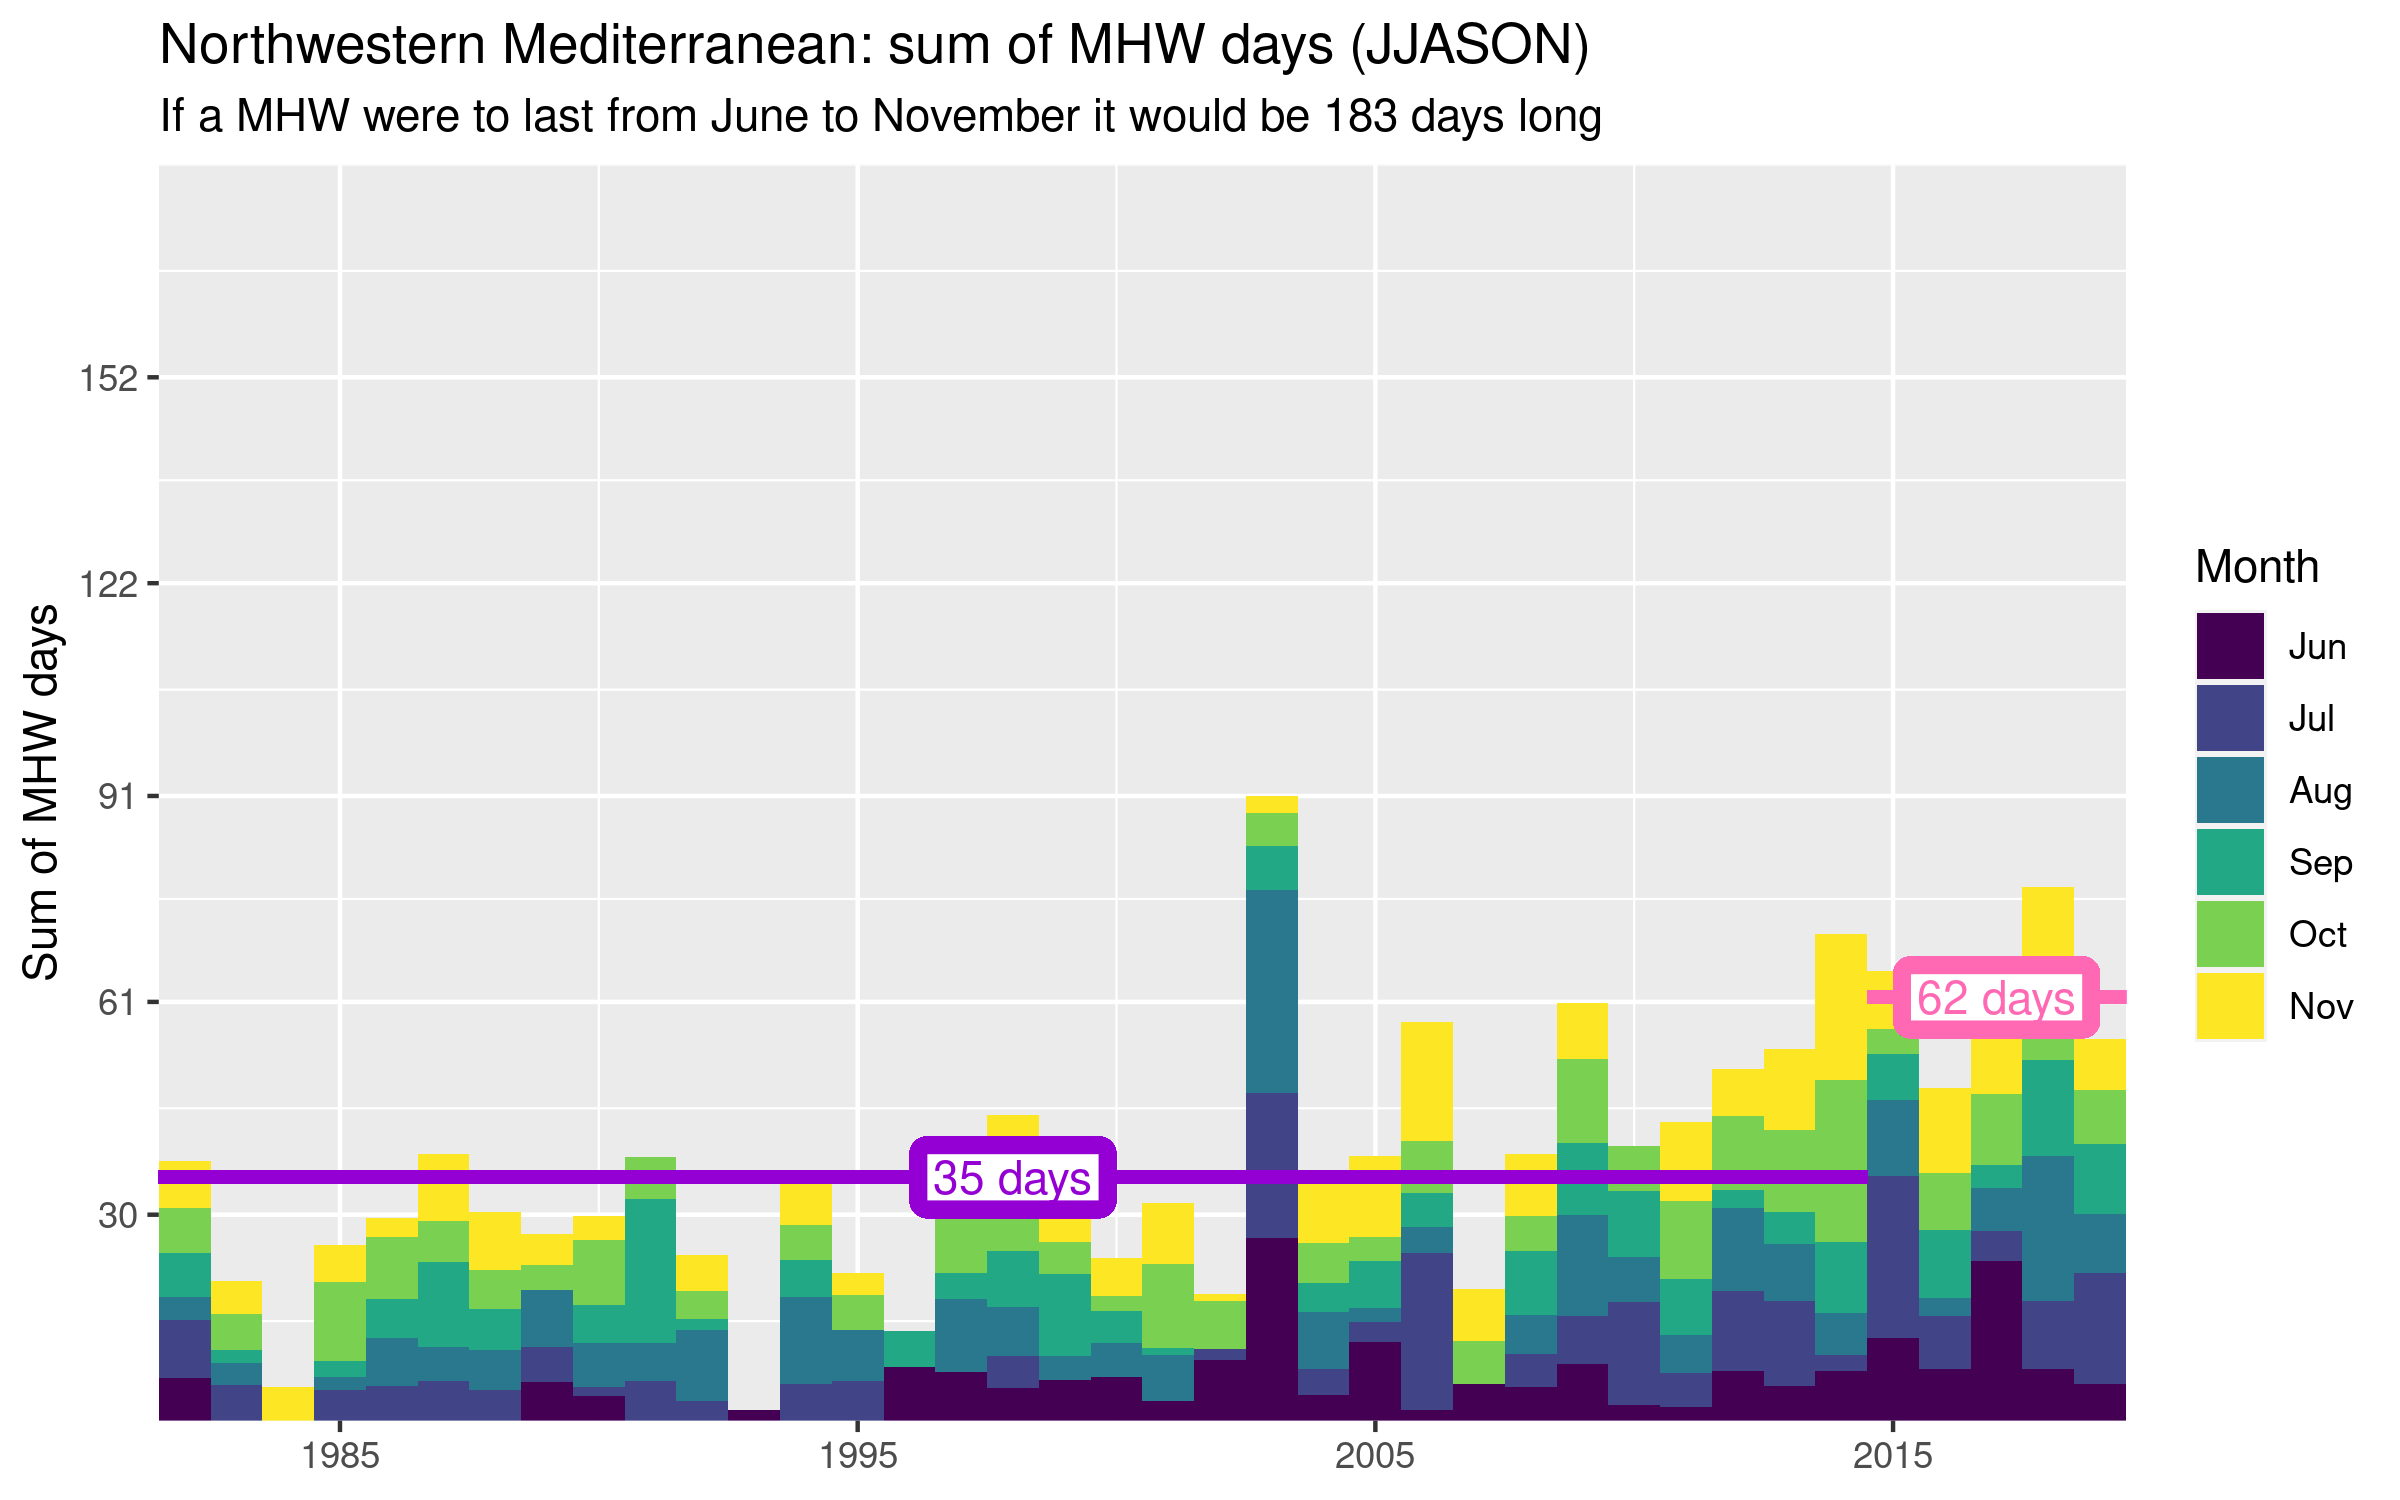 Northwestern Mediterranean: sum of MHW days (JJASON)
If a MHW were to last from June to November it would be 183 days long
Sum of MHW days
152
122
91
61
30
62 days
35 days
1985
1995
2005
2015
Month
Jun
Jul
Aug
Sep
Oct
Nov